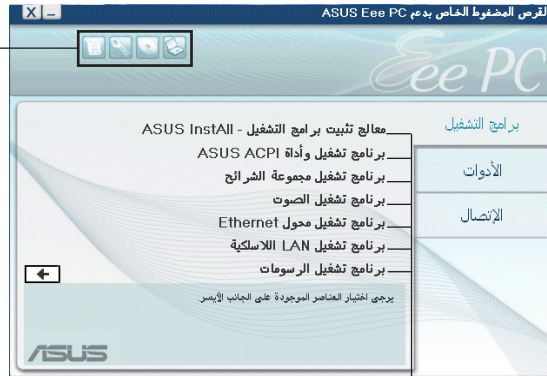 القرص المضغوط الخاص بدعم ASUS Eee PC
Eee PC
برامج التشغيل
الأدوات
الإتصال
معالج تثبيت برامج التشغيل - ASUS InstAll
برنامج تشغيل وأداة ASUS ACPI
برنامج تشغيل مجموعة الشرائح
برنامج تشغيل الصوت
برنامج تشغيل محول Ethernet
برنامج تشغيل LAN اللاسلكية
برنامج تشغيل الرسومات
يرجى اختيار العناصر الموجودة على الجانب الأيسر
ASUS